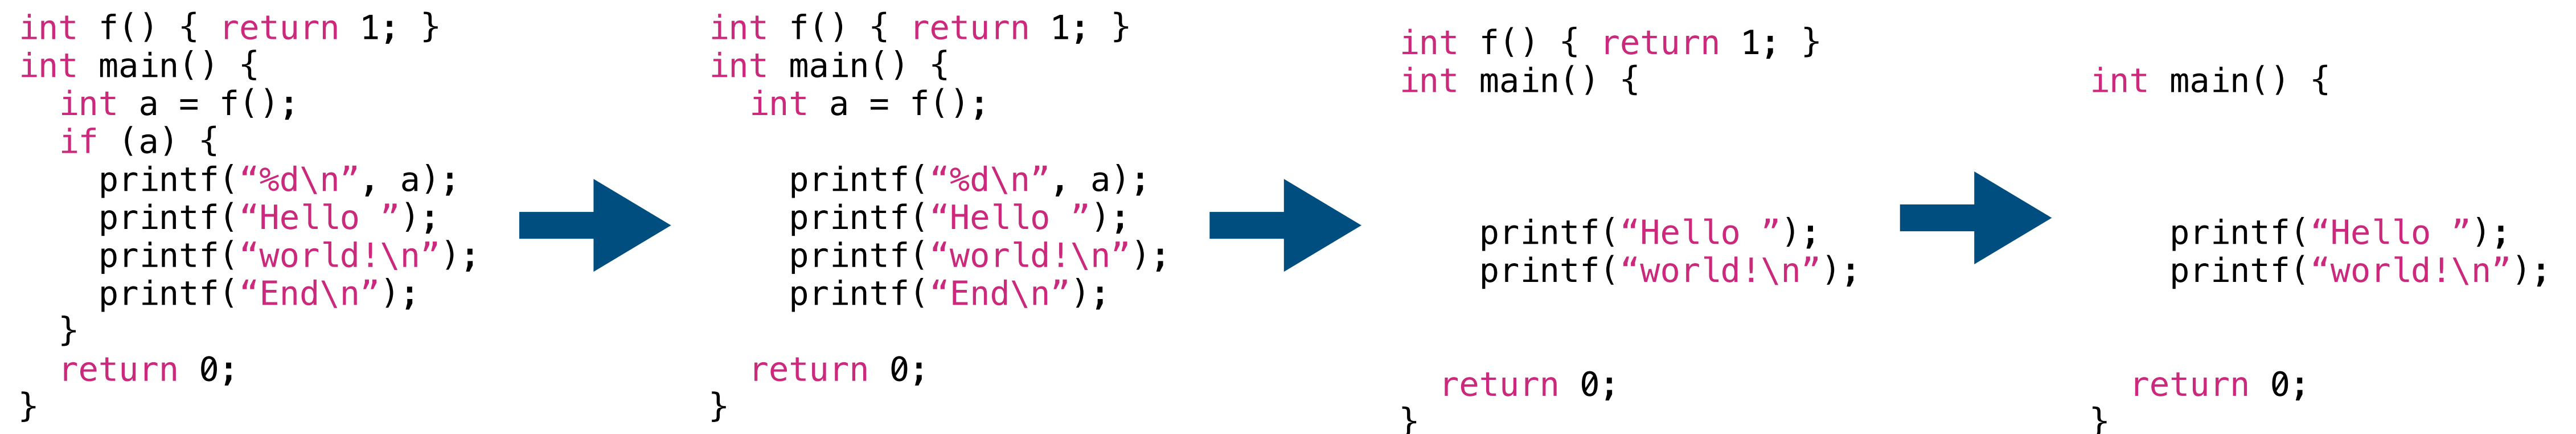 int f() { return 1; }
int main() {
  int a = f();
  if (a) {
    printf(“%d\n”, a);
    printf(“Hello ”);
    printf(“world!\n”);
    printf(“End\n”);
  }
  return 0;
}
int f() { return 1; }
int main() {
  int a = f();
    printf(“%d\n”, a);
    printf(“Hello ”);
    printf(“world!\n”);
    printf(“End\n”);
  return 0;
}
int f() { return 1; }
int main() {
    printf(“Hello ”);
    printf(“world!\n”);
  return 0;
}
int main() {
    printf(“Hello ”);
    printf(“world!\n”);
  return 0;
}